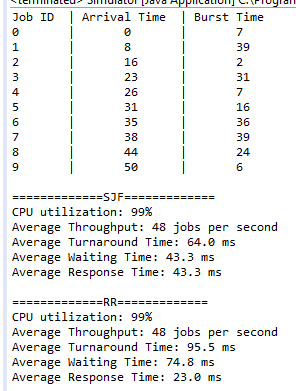 <terminated> Simulator [Java Application] C:\Program
Job ID | Arrival Time | Burst Time
0 | 0 | 7
1 | 8 | 39
2 | 16 | 2
3 | 23 | 31
4 | 26 | 7
5 | 31 | 16
6 | 35 | 36
7 | 38 | 39
8 | 44 | 24
9 | 50 | 6
=============SJF=============
CPU utilization: 99%
Average Throughput: 48 jobs per second
Average Turnaround Time: 64.0 ms
Average Waiting Time: 43.3 ms
Average Response Time: 43.3 ms
=============RR=============
CPU utilization: 99%
Average Throughput: 48 jobs per second
Average Turnaround Time: 95.5 ms
Average Waiting Time: 74.8 ms
Average Response Time: 23.0 ms